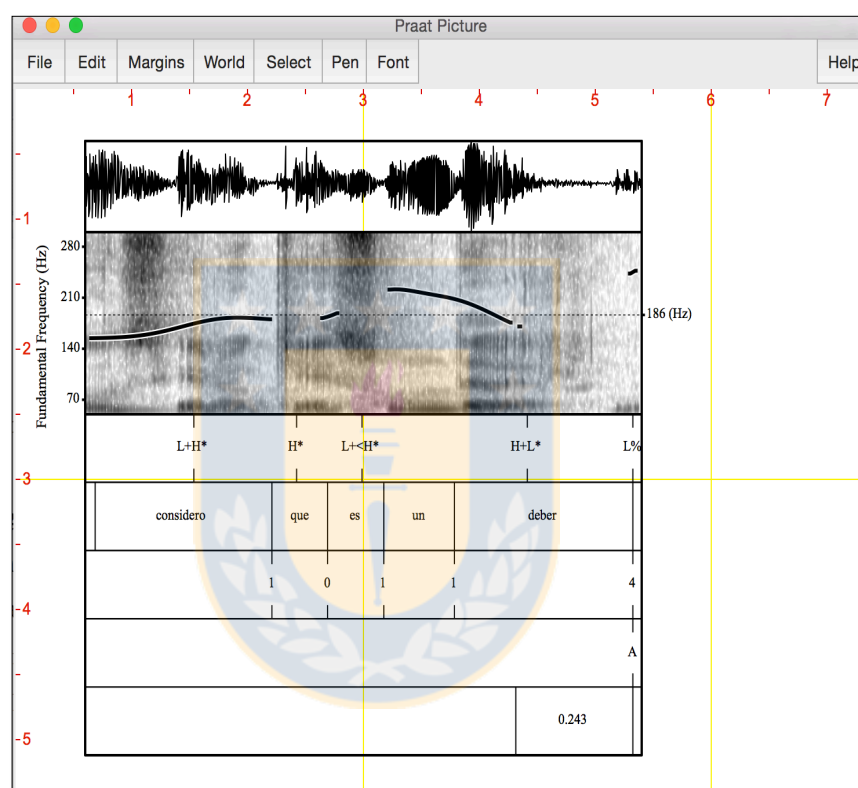 Praat Picture
File Edit Margins World Select Pen Font Help
1 2 3 4 5 6 7
-1
-2
-3
-4
-5
Fundamental Frequency (Hz)
280
210
140
70
186 (Hz)
L+H* H* L+<H* H+L* L%
considero que es un deber
1 0 1 1 4
A
0.243